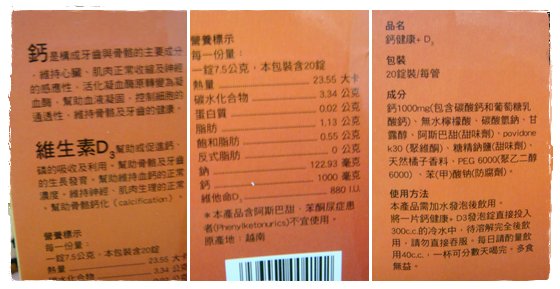 鈣是構成牙齒與骨骼的主要成分
，維持心臟、肌肉正常收縮及神經
的感應性。活化凝血酶原轉變為凝
血酶，幫助血液凝固，控制細胞的
通透性。維持骨骼及牙齒的健康。
維生素D₃幫助或促進鈣、
磷的吸收及利用，幫助骨骼及牙齒
的生長發育。幫助維持血鈣的正常
濃度。維持神經、肌肉生理的正常
、幫助骨骼鈣化（calcification）、
營養標示
每一份量：
一錠7.5公克，本包裝含20錠
熱量 23.55 大卡
碳水化合物 3.34 公克
營養標示
每一份量：
一錠7.5公克，本包裝含20錠
熱量 23.55 大卡
碳水化合物 3.34 公克
蛋白質 0.02 公克
脂肪 1.13 公克
飽和脂肪 0.55 公克
反式脂肪 0 公克
鈉 122.93 毫克
鈣 1000 毫克
維他命D₃ 880 I.U.
＊本產品含阿斯巴甜，苯酮尿症患
者(Phenylketonurics)不宜使用。
原產地：越南
品名
鈣健康+ D₃
包裝
20錠裝/每管
成分
鈣1000mg(包含碳酸鈣和葡萄糖乳
酸鈣)、無水檸檬酸、碳酸氫鈉、甘
露醇、阿斯巴甜(甜味劑)、povidone
k30 (聚維酮)、糖精鈉鹽(甜味劑)、
天然橘子香料、PEG 6000(聚乙二醇
6000) 、苯(甲)酸鈉(防腐劑)。
使用方法
本產品需加水發泡後飲用。
將一片鈣健康+ D3發泡錠直接投入
300c.c.的冷水中，待溶解完全後飲
用，請勿直接吞服。每日請酌量飲
用40c.c.，一杯可分數天喝完。多食
無益。